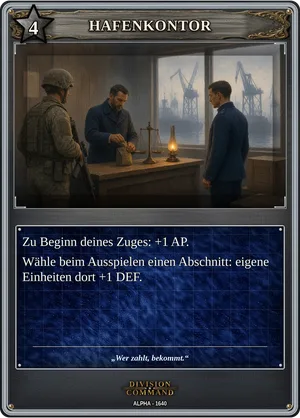 4
HAFENKONTOR
Zu Beginn deines Zuges: +1 AP.
Wähle beim Ausspielen einen Abschnitt: eigene
Einheiten dort +1 DEF.
„Wer zahlt, bekommt.“
DIVISION
COMMAND
ALPHA - 1640